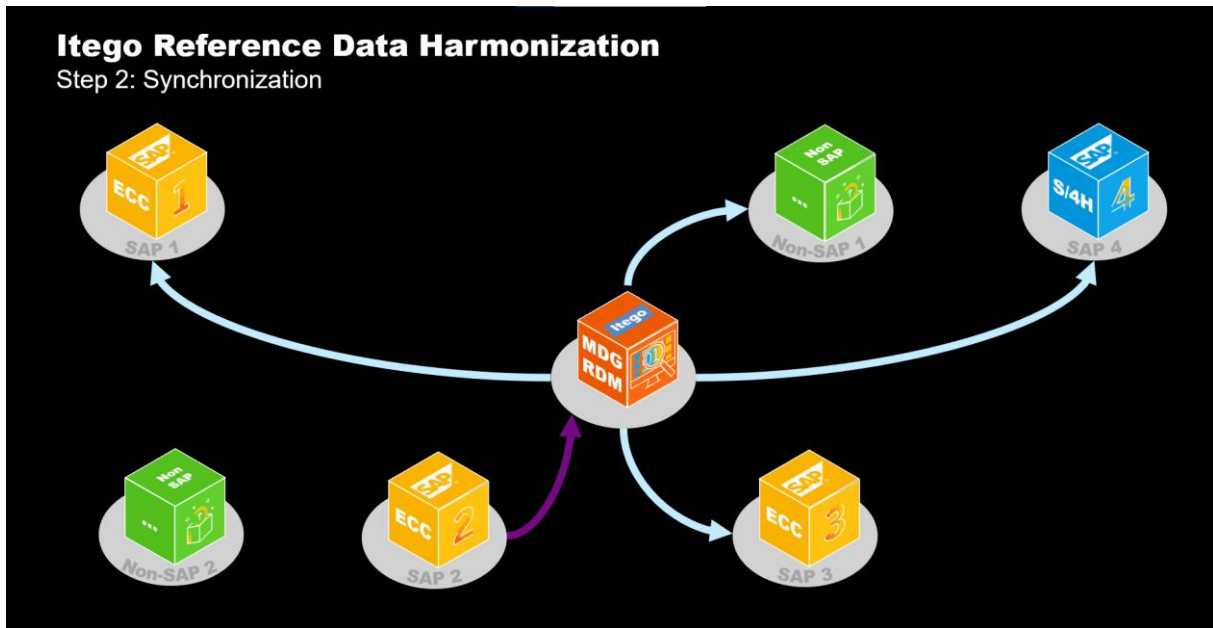 Itego Reference Data Harmonization
Step 2: Synchronization
SAP
ECC
1
SAP 1
Non
SAP
...
Non-SAP 1
SAP
S/4H
4
SAP 4
Itego
MDG
RDM
Non
SAP
...
Non-SAP 2
SAP
ECC
2
SAP 2
SAP
ECC
3
SAP 3